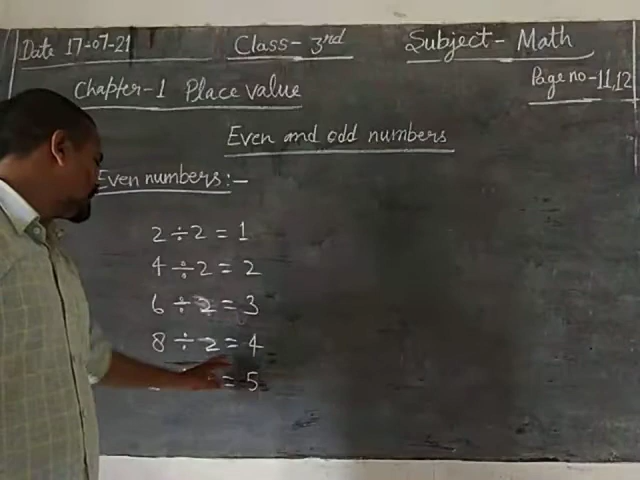 Date 17-07-21 Class- 3rd Subject- Math
Chapter-1 Place value Page no-11,12
Even and odd numbers
Even numbers:-
2 ÷ 2 = 1
4 ÷ 2 = 2
6 ÷ 2 = 3
8 ÷ 2 = 4
= 5